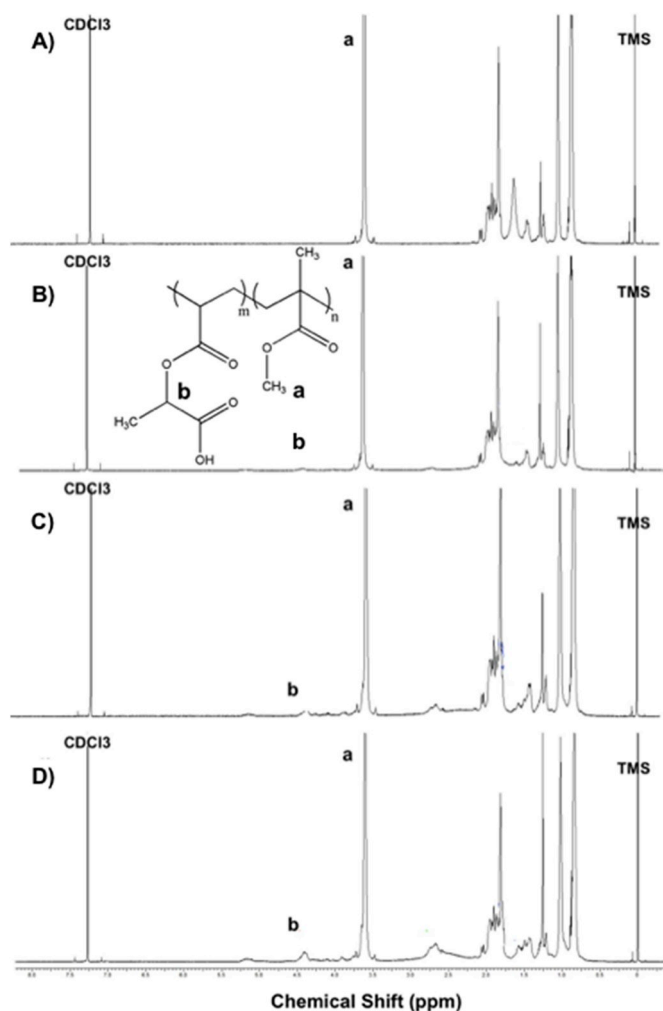 CDCl3
A)
a
TMS
CDCl3
B)
a
TMS
CH3
m
n
O
O
O
O
b
H3C
O
CH3
a
OH
b
CDCl3
C)
a
TMS
b
CDCl3
D)
a
TMS
b
Chemical Shift (ppm)